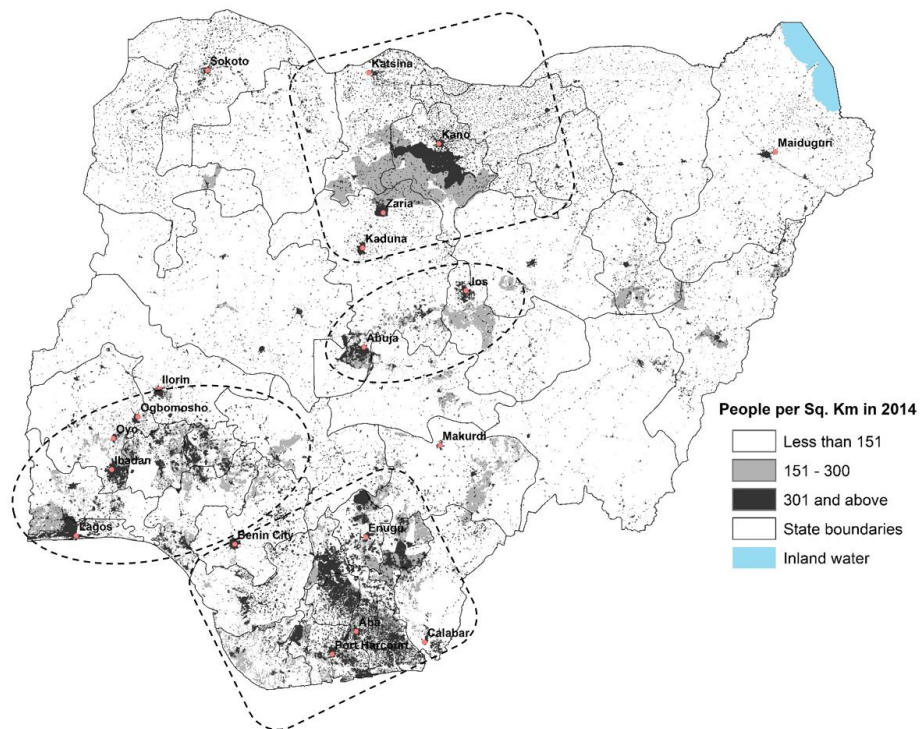 Sokoto
Katsina
Kano
Maiduguri
Zaria
Kaduna
Jos
Abuja
Ilorin
Ogbomosho
Oyo
Ibadan
Makurdi
Lagos
Benin City
Enugu
Aba
Calabar
Port Harcourt
People per Sq. Km in 2014
Less than 151
151 - 300
301 and above
State boundaries
Inland water